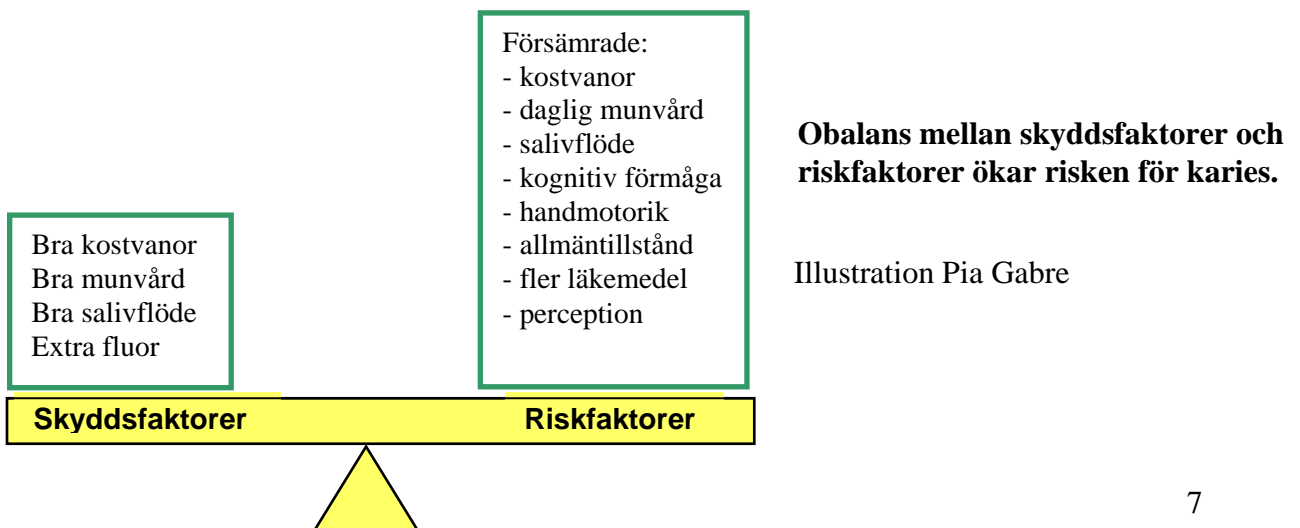 Försämrade:
- kostvanor
- daglig munvård
- salivflöde
- kognitiv förmåga
- handmotorik
- allmäntillstånd
- fler läkemedel
- perception
Obalans mellan skyddsfaktorer och
riskfaktorer ökar risken för karies.
Bra kostvanor
Bra munvård
Bra salivflöde
Extra fluor
Illustration Pia Gabre
Skyddsfaktorer
Riskfaktorer
7